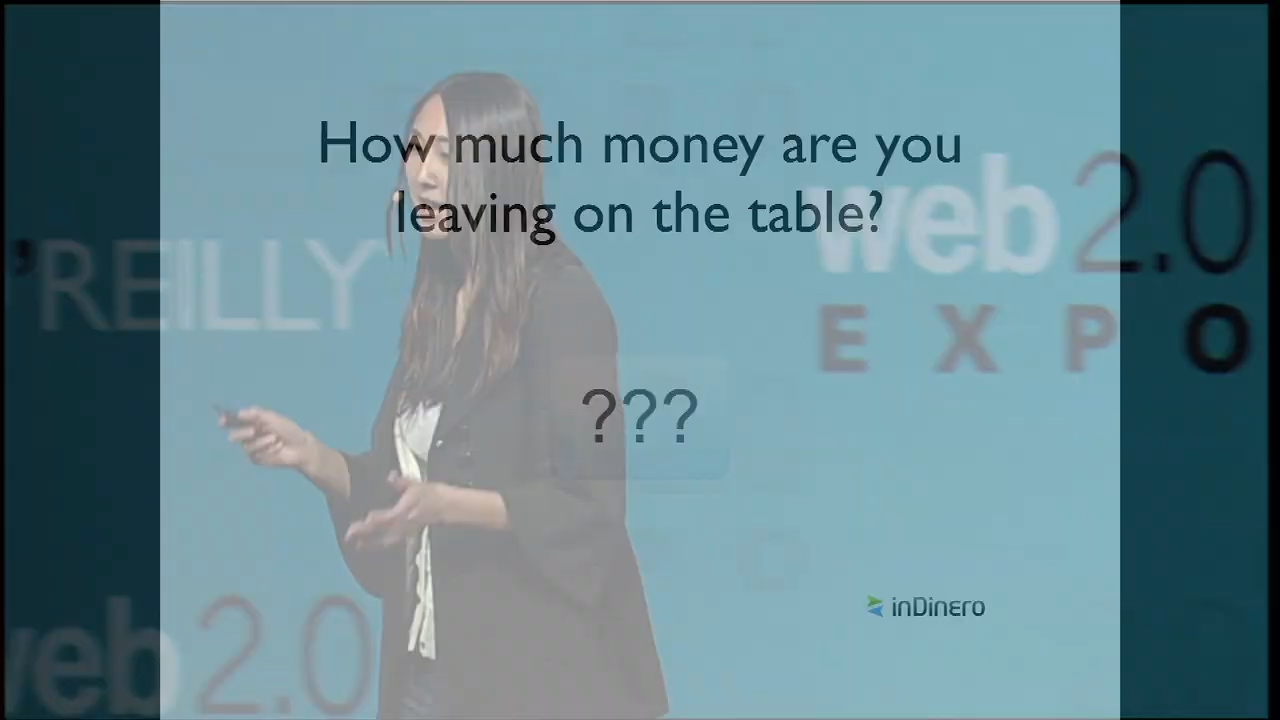 How much money are you
leaving on the table?
'REILLY
web 2.0
EXPO
???
inDinero
web 2.0